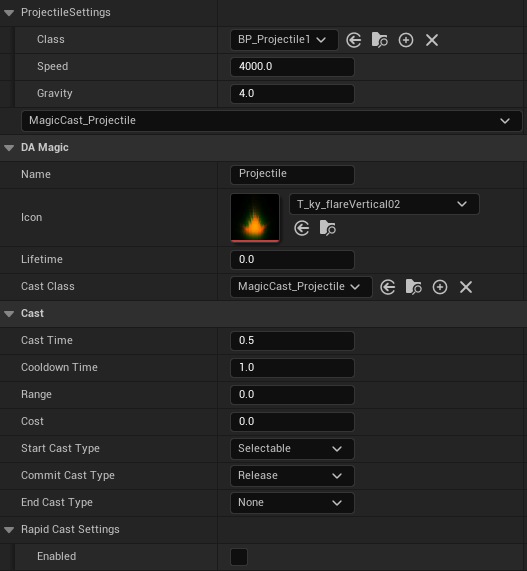 ProjectileSettings
Class BP_Projectile1
Speed 4000.0
Gravity 4.0
MagicCast_Projectile
DA Magic
Name Projectile
Icon T_ky_flareVertical02
Lifetime 0.0
Cast Class MagicCast_Projectile
Cast
Cast Time 0.5
Cooldown Time 1.0
Range 0.0
Cost 0.0
Start Cast Type Selectable
Commit Cast Type Release
End Cast Type None
Rapid Cast Settings
Enabled